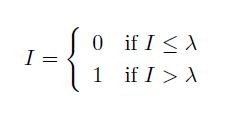 I = { 0 if I ≤ λ
1 if I > λ